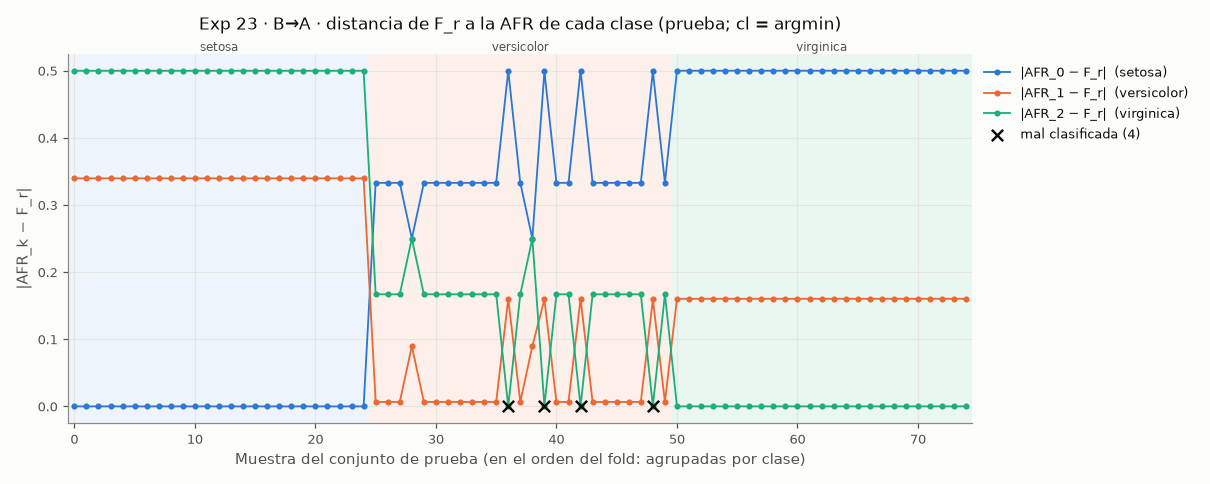 Exp 23 · B→A · distancia de F_r a la AFR de cada clase (prueba; cl = argmin)
setosa versicolor virginica
|AFR_0 − F_r| (setosa)
|AFR_1 − F_r| (versicolor)
|AFR_2 − F_r| (virginica)
mal clasificada (4)
|AFR_k − F_r|
0.5
0.4
0.3
0.2
0.1
0.0
0 10 20 30 40 50 60 70
Muestra del conjunto de prueba (en el orden del fold: agrupadas por clase)